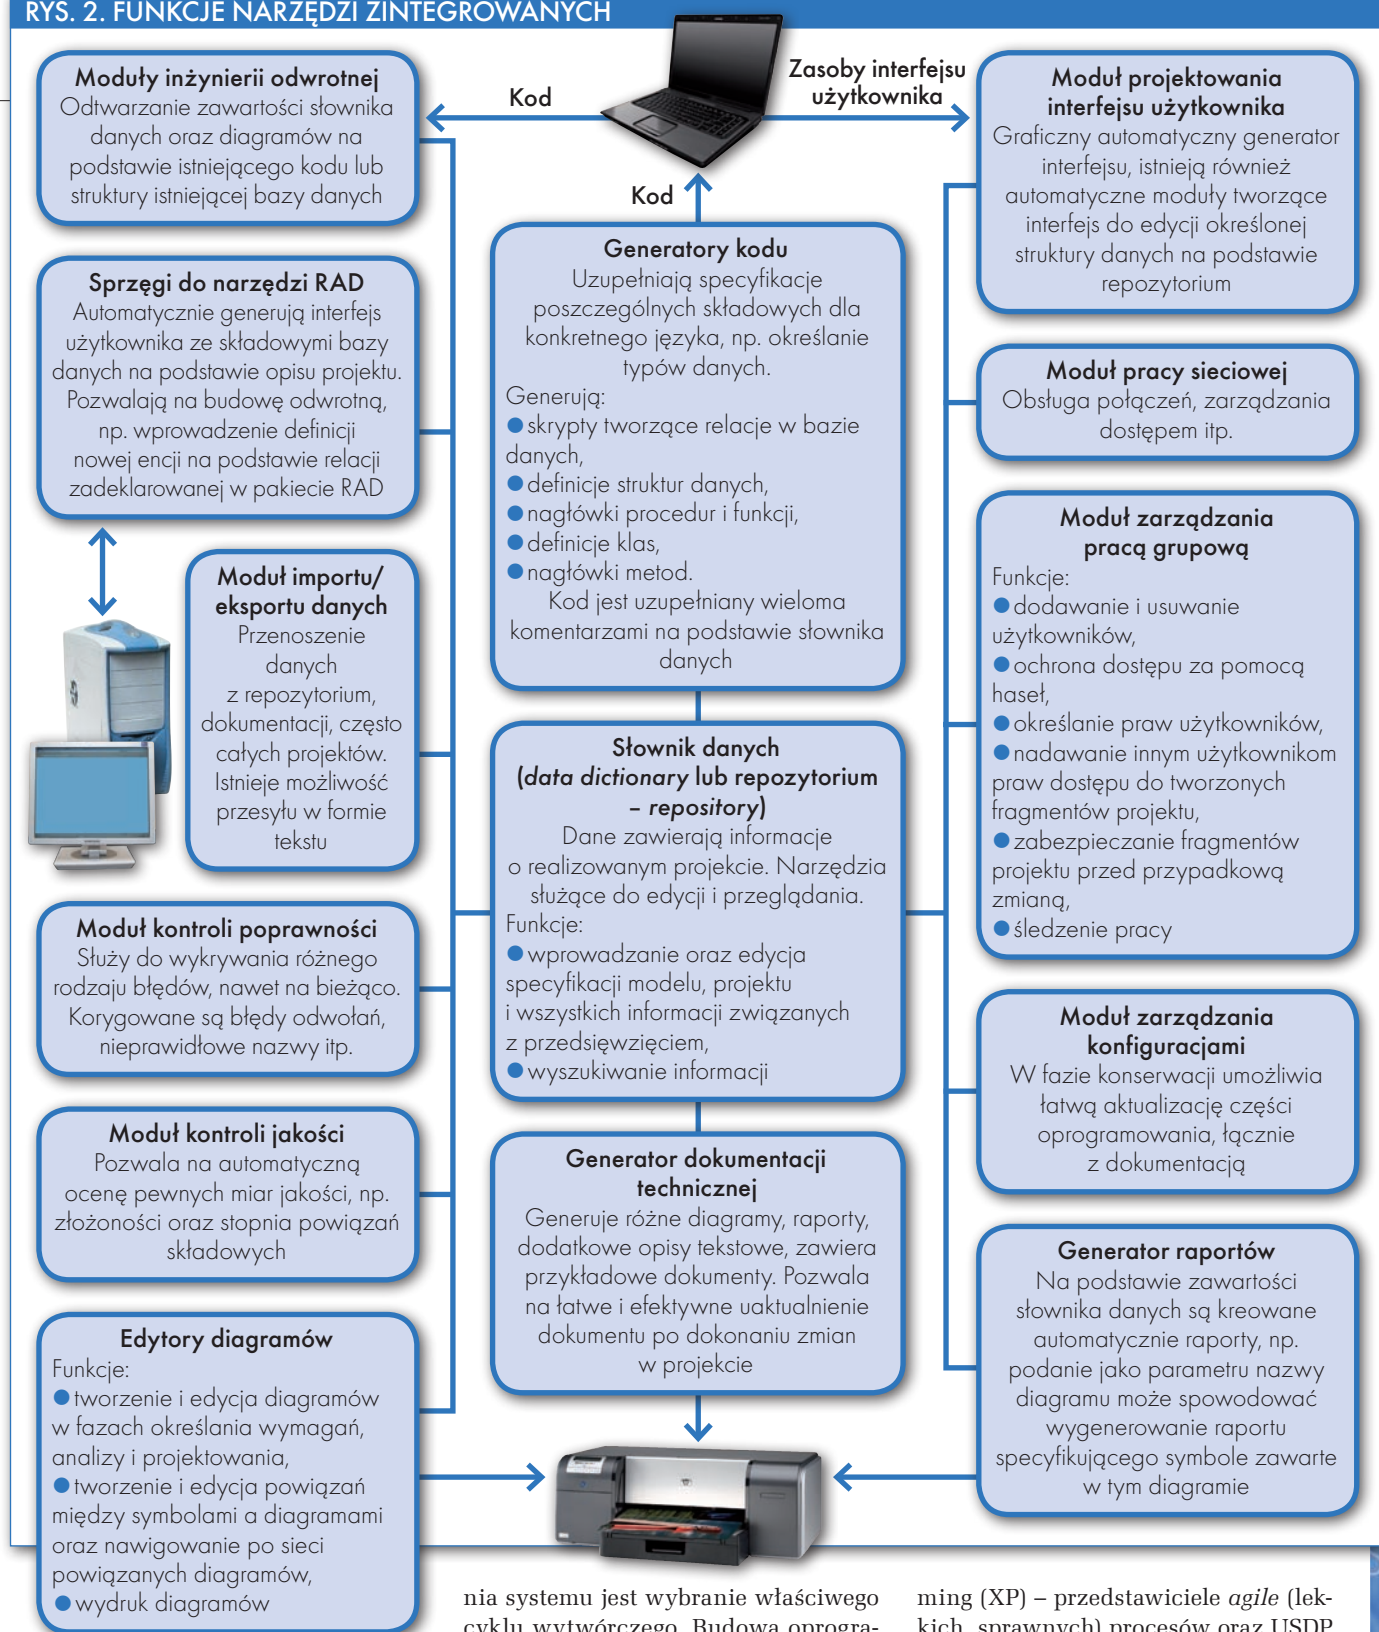 RYS. 2. FUNKCJE NARZĘDZI ZINTEGROWANYCH
Moduły inżynierii odwrotnej
Odtwarzanie zawartości słownika
danych oraz diagramów na
podstawie istniejącego kodu lub
struktury istniejącej bazy danych
Kod
Zasoby interfejsu
użytkownika
Moduł projektowania
interfejsu użytkownika
Graficzny automatyczny generator
interfejsu, istnieją również
automatyczne moduły tworzące
interfejs do edycji określonej
struktury danych na podstawie
repozytorium
Kod
Sprzęgi do narzędzi RAD
Automatycznie generują interfejs
użytkownika ze składowymi bazy
danych na podstawie opisu projektu.
Pozwalają na budowę odwrotną,
np. wprowadzenie definicji
nowej encji na podstawie relacji
zadeklarowanej w pakiecie RAD
Generatory kodu
Uzupełniają specyfikacje
poszczególnych składowych dla
konkretnego języka, np. określanie
typów danych.
Generują:
● skrypty tworzące relacje w bazie
danych,
● definicje struktur danych,
● nagłówki procedur i funkcji,
● definicje klas,
● nagłówki metod.
Kod jest uzupełniany wieloma
komentarzami na podstawie słownika
danych
Moduł pracy sieciowej
Obsługa połączeń, zarządzania
dostępem itp.
Moduł zarządzania
pracą grupową
Funkcje:
● dodawanie i usuwanie
użytkowników,
● ochrona dostępu za pomocą
haseł,
● określanie praw użytkowników,
● nadawanie innym użytkownikom
praw dostępu do tworzonych
fragmentów projektu,
● zabezpieczanie fragmentów
projektu przed przypadkową
zmianą,
● śledzenie pracy
Moduł importu/
eksportu danych
Przenoszenie
danych
z repozytorium,
dokumentacji, często
całych projektów.
Istnieje możliwość
przesyłu w formie
tekstu
Słownik danych
(data dictionary lub repozytorium
– repository)
Dane zawierają informacje
o realizowanym projekcie. Narzędzia
służące do edycji i przeglądania.
Funkcje:
● wprowadzanie oraz edycja
specyfikacji modelu, projektu
i wszystkich informacji związanych
z przedsięwzięciem,
● wyszukiwanie informacji
Moduł kontroli poprawności
Służy do wykrywania różnego
rodzaju błędów, nawet na bieżąco.
Korygowane są błędy odwołań,
nieprawidłowe nazwy itp.
Moduł zarządzania
konfiguracjami
W fazie konserwacji umożliwia
łatwą aktualizację części
oprogramowania, łącznie
z dokumentacją
Moduł kontroli jakości
Pozwala na automatyczną
ocenę pewnych miar jakości, np.
złożoności oraz stopnia powiązań
składowych
Generator dokumentacji
technicznej
Generuje różne diagramy, raporty,
dodatkowe opisy tekstowe, zawiera
przykładowe dokumenty. Pozwala
na łatwe i efektywne uaktualnienie
dokumentu po dokonaniu zmian
w projekcie
Generator raportów
Na podstawie zawartości
słownika danych są kreowane
automatycznie raporty, np.
podanie jako parametru nazwy
diagramu może spowodować
wygenerowanie raportu
specyfikującego symbole zawarte
w tym diagramie
Edytory diagramów
Funkcje:
● tworzenie i edycja diagramów
w fazach określania wymagań,
analizy i projektowania,
● tworzenie i edycja powiązań
między symbolami a diagramami
oraz nawigowanie po sieci
powiązanych diagramów,
● wydruk diagramów
nia systemu jest wybranie właściwego
cyklu wytwórczego. Budowa oprogra-
ming (XP) – przedstawiciele agile (lek-
kich, sprawnych) procesów oraz USDP